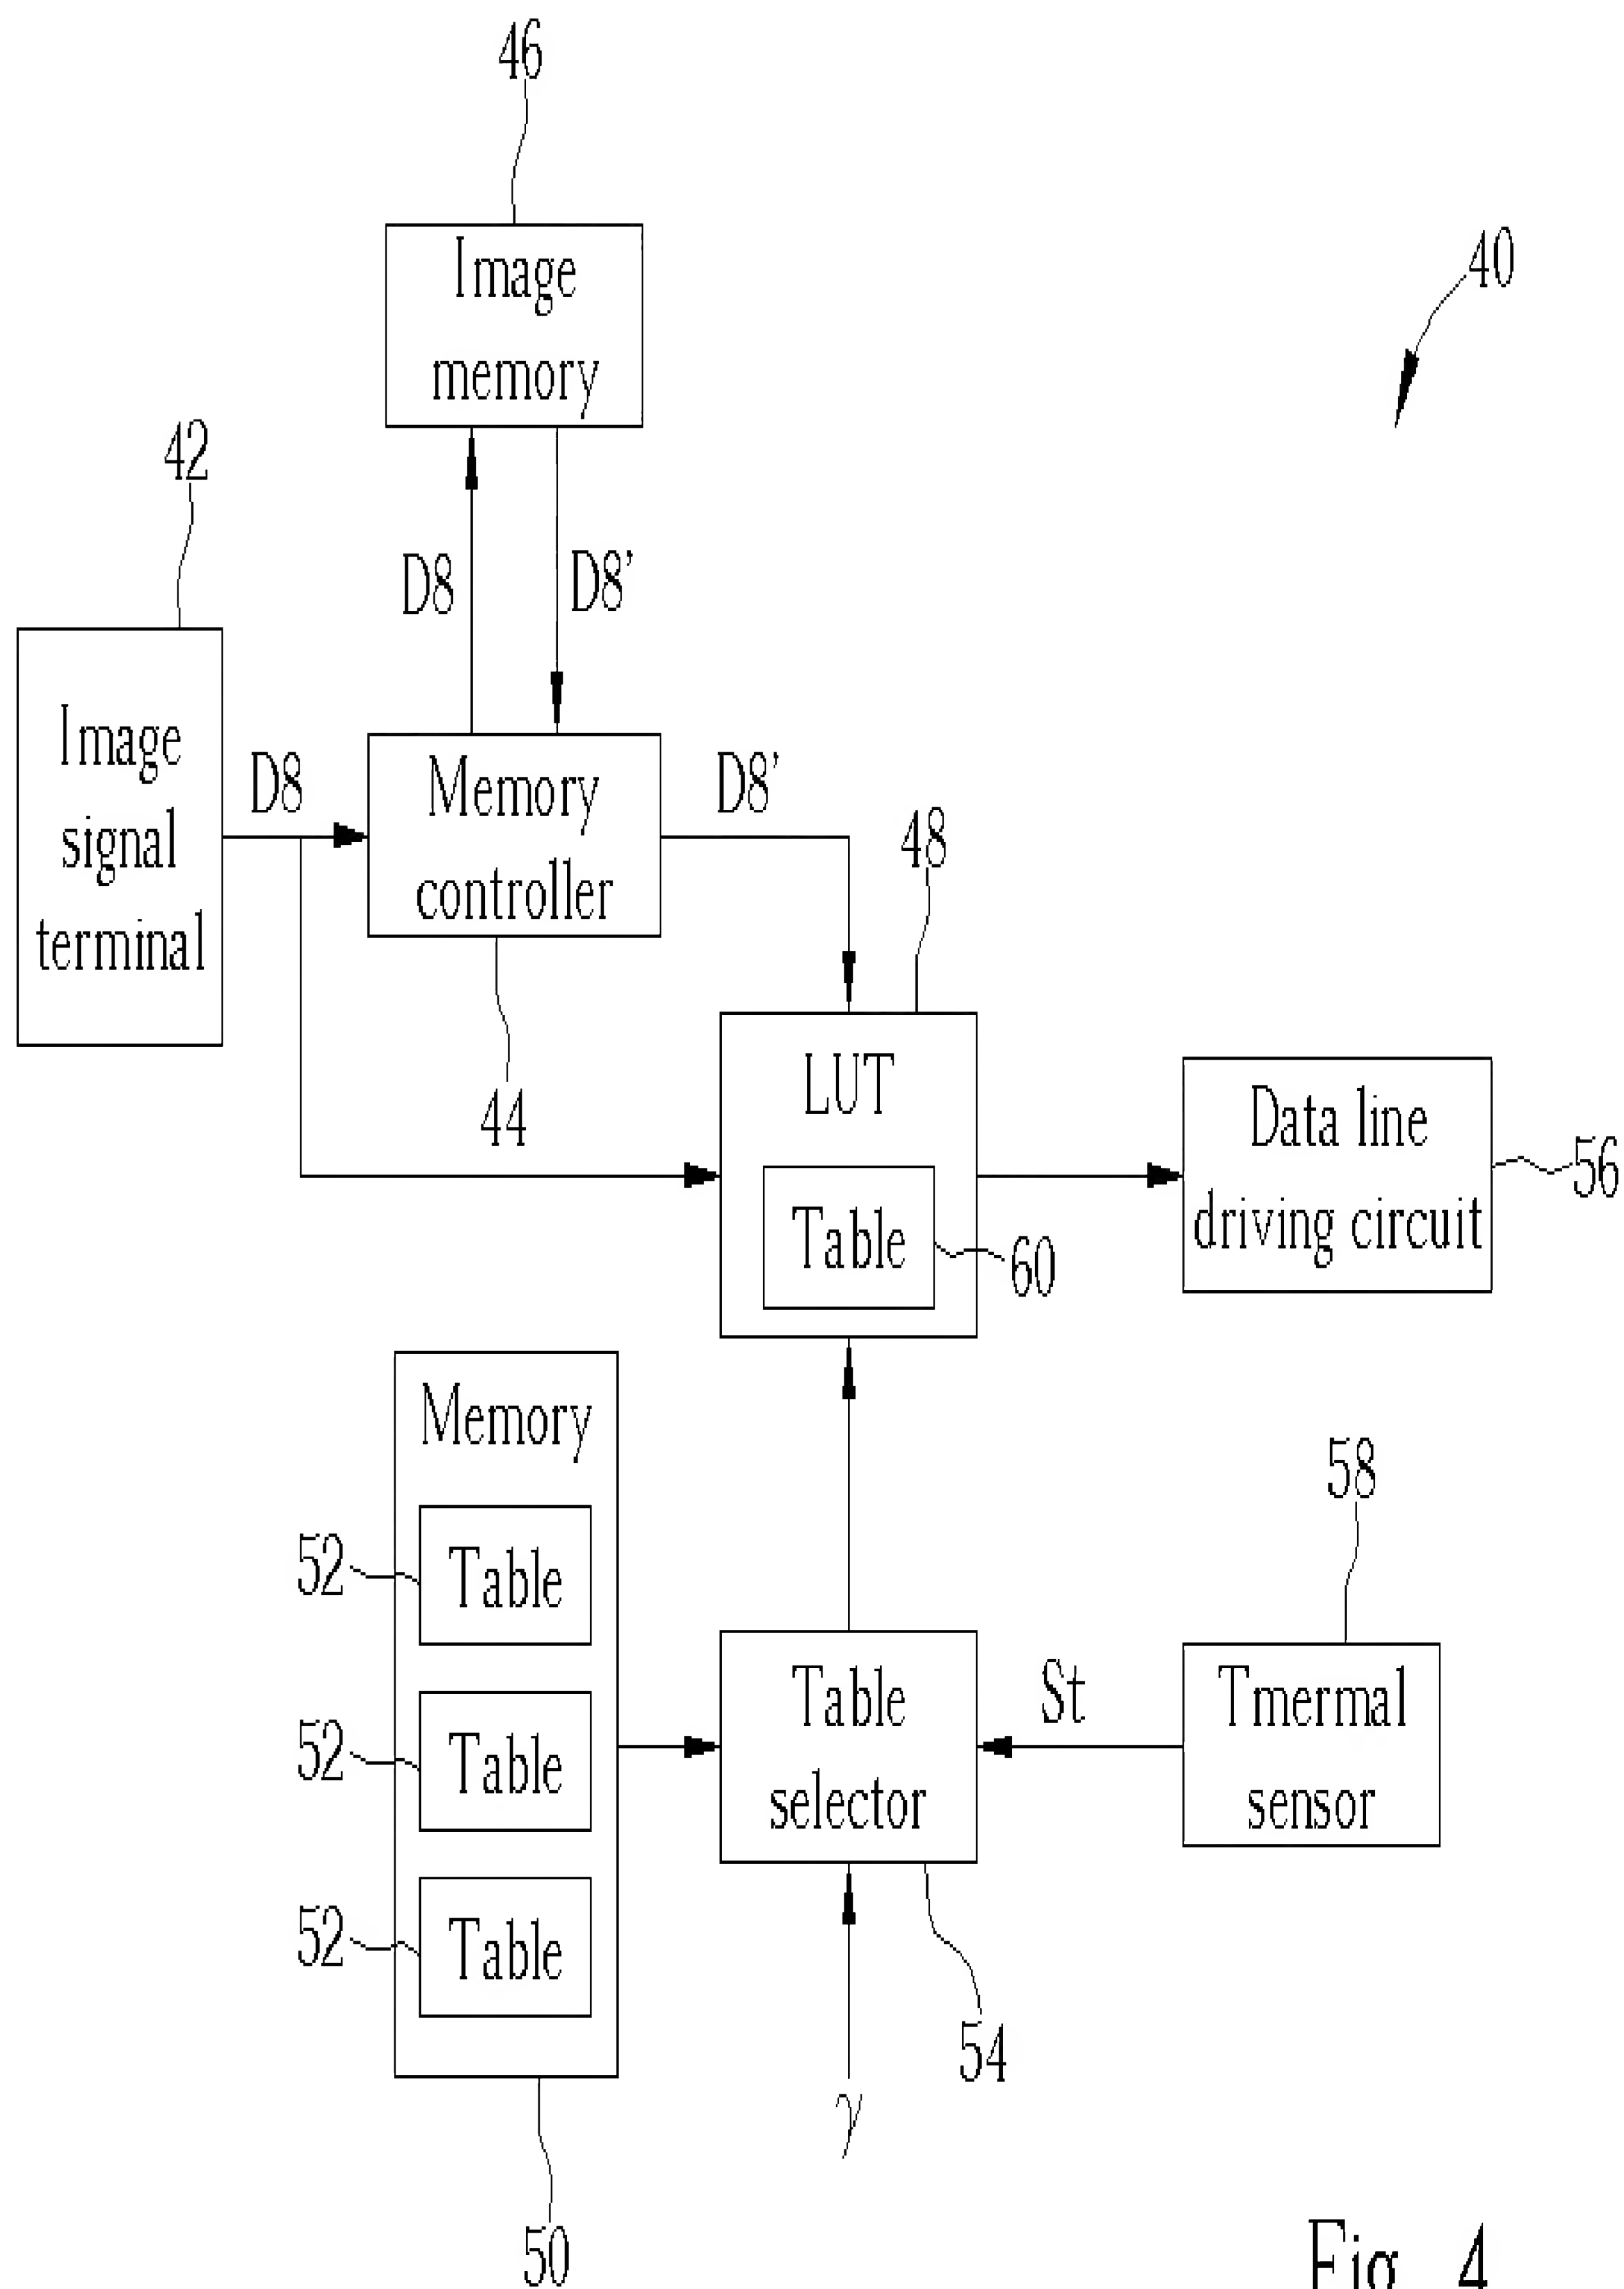 46
Image
memory
40
42
D8
D8'
Image
signal
terminal
D8
Memory
controller
D8'
48
44
LUT
Table
60
Data line
driving circuit
56
Memory
52
Table
52
Table
52
Table
58
Table
selector
St
Tmermal
sensor
54
γ
50
Fig. 4